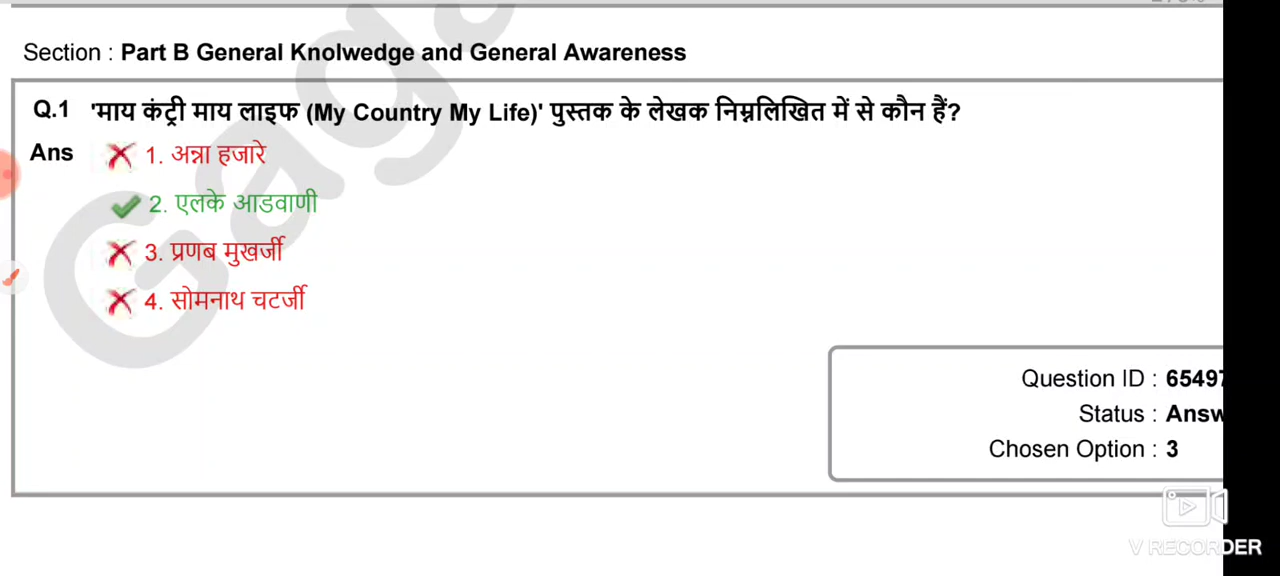 Section : Part B General Knolwedge and General Awareness
Q.1 'माय कंट्री माय लाइफ (My Country My Life)' पुस्तक के लेखक निम्नलिखित में से कौन हैं?
Ans 1. अन्ना हजारे
2. एलके आडवाणी
3. प्रणब मुखर्जी
4. सोमनाथ चटर्जी
Question ID : 65497
Status : Answ
Chosen Option : 3
V RECORDER